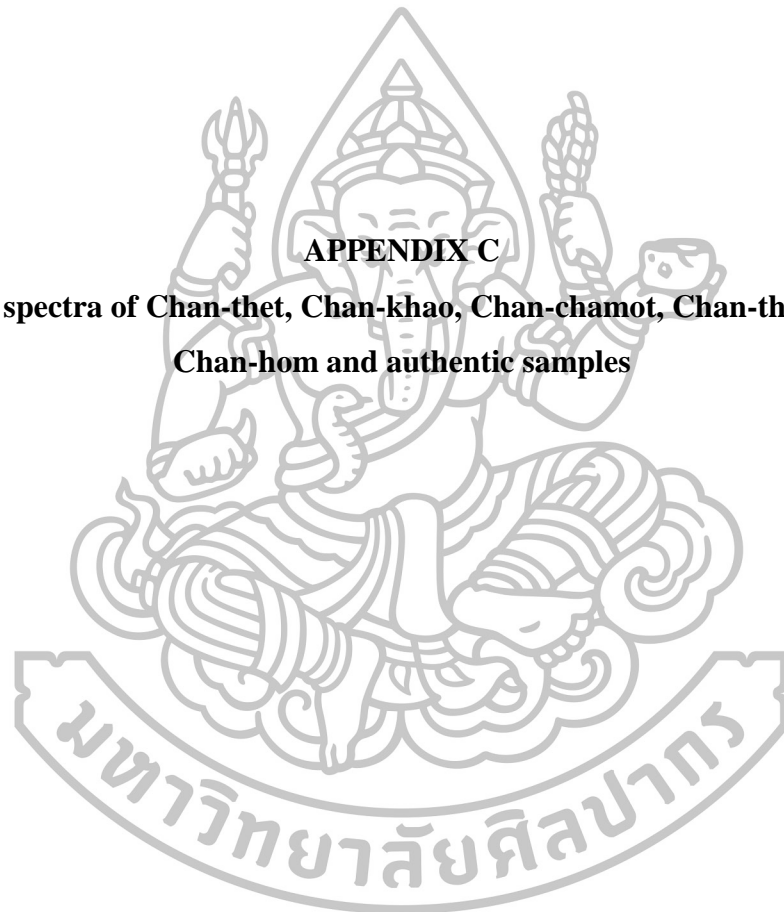 APPENDIX C
spectra of Chan-thet, Chan-khao, Chan-chamot, Chan-th
Chan-hom and authentic samples
มหาวิทยาลัยศิลปากร